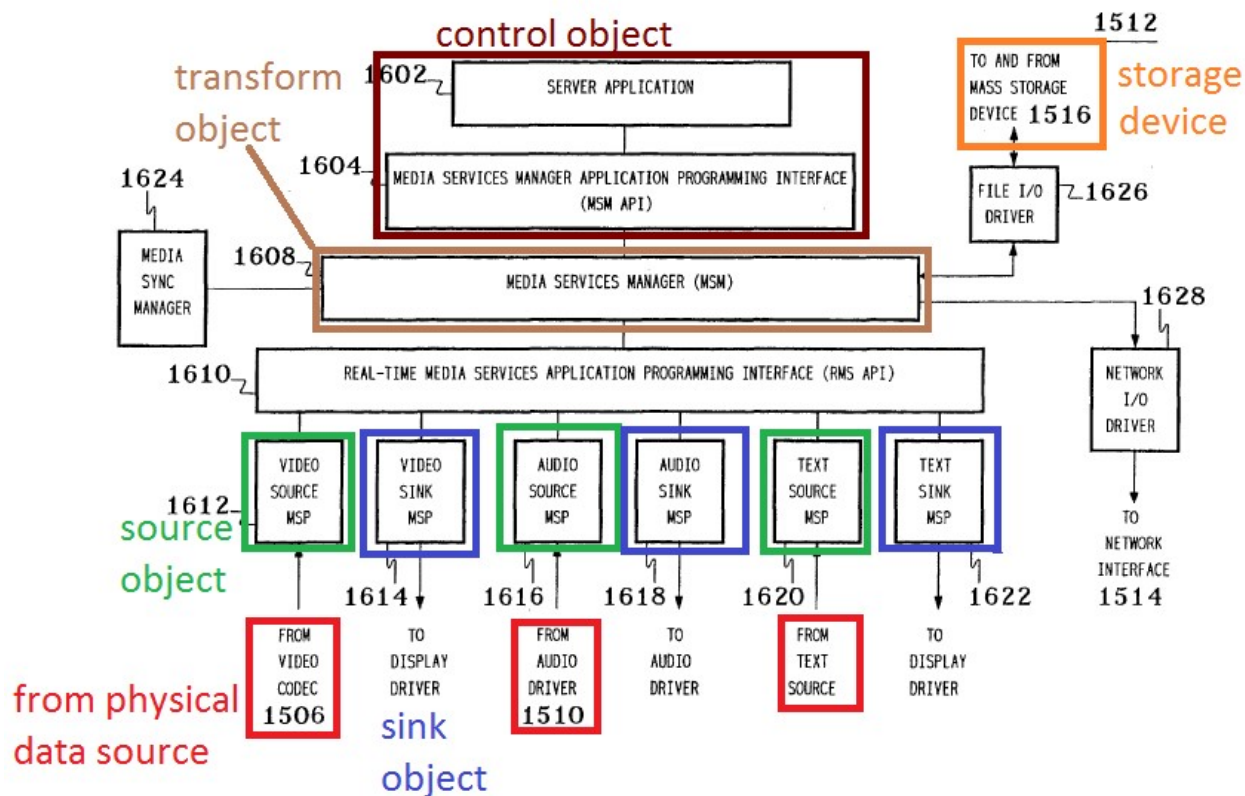 control object
1512
transform
object
1602
SERVER APPLICATION
TO AND FROM
MASS STORAGE
DEVICE 1516
storage
device
1604
MEDIA SERVICES MANAGER APPLICATION PROGRAMMING INTERFACE
(MSM API)
1624
FILE I/O
DRIVER
1626
MEDIA
SYNC
MANAGER
1608
MEDIA SERVICES MANAGER (MSM)
1628
1610
REAL-TIME MEDIA SERVICES APPLICATION PROGRAMMING INTERFACE (RMS API)
NETWORK
I/O
DRIVER
VIDEO
SOURCE
MSP
VIDEO
SINK
MSP
AUDIO
SOURCE
MSP
AUDIO
SINK
MSP
TEXT
SOURCE
MSP
TEXT
SINK
MSP
1612
source
object
TO
NETWORK
INTERFACE
1514
1614
1616
1618
1620
1622
FROM
VIDEO
CODEC
1506
TO
DISPLAY
DRIVER
FROM
AUDIO
DRIVER
1510
TO
AUDIO
DRIVER
FROM
TEXT
SOURCE
TO
DISPLAY
DRIVER
from physical
data source
sink
object